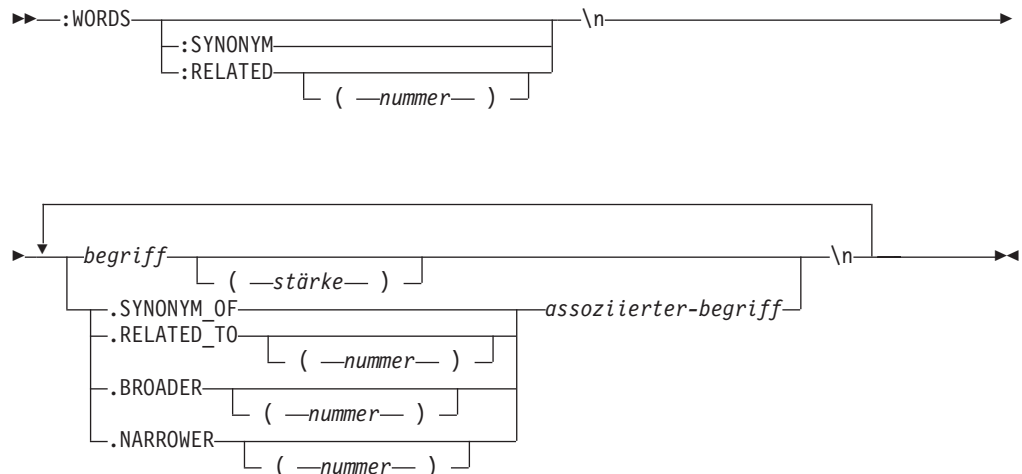 :WORDS \n
:SYNONYM
:RELATED
( nummer )
begriff \n
( stärke )
.SYNONYM_OF assoziierter-begriff
.RELATED_TO
( nummer )
.BROADER
( nummer )
.NARROWER
( nummer )